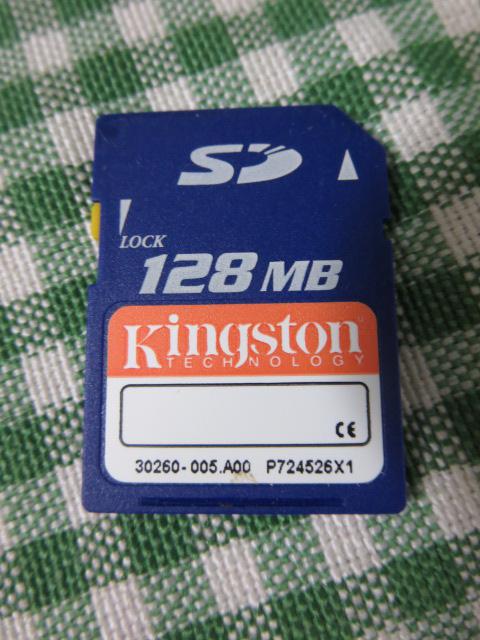 SD
LOCK
128 MB
Kingston
TECHNOLOGY
CE
30260-005.A00 P724526X1